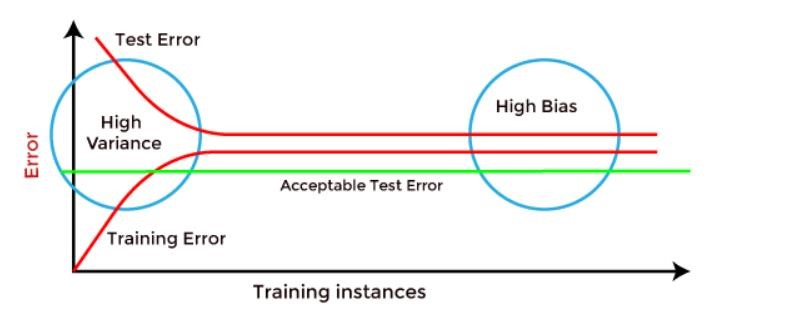 Test Error
High Bias
High
Variance
Error
Acceptable Test Error
Training Error
Training instances